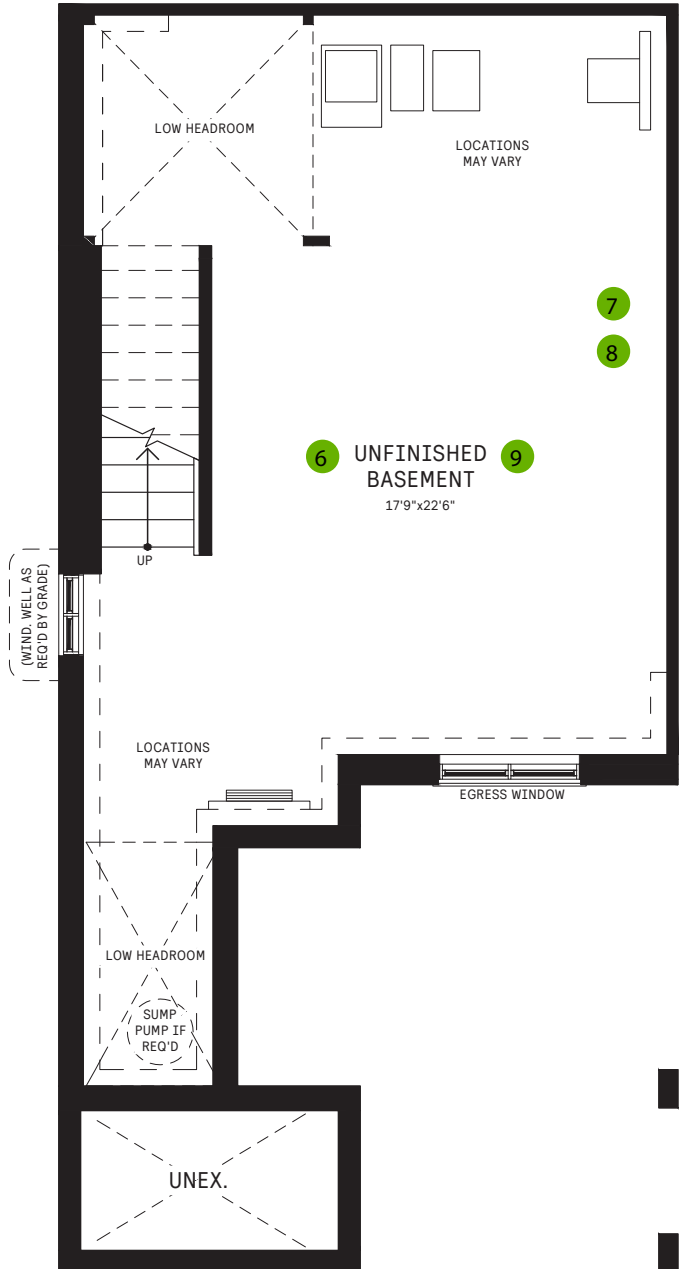 LOW HEADROOM
LOCATIONS
MAY VARY
7
8
6
UNFINISHED
BASEMENT
17'9"x22'6"
9
UP
(WIND. WELL AS
REQ'D BY GRADE)
LOCATIONS
MAY VARY
EGRESS WINDOW
LOW HEADROOM
SUMP
PUMP IF
REQ'D
UNEX.